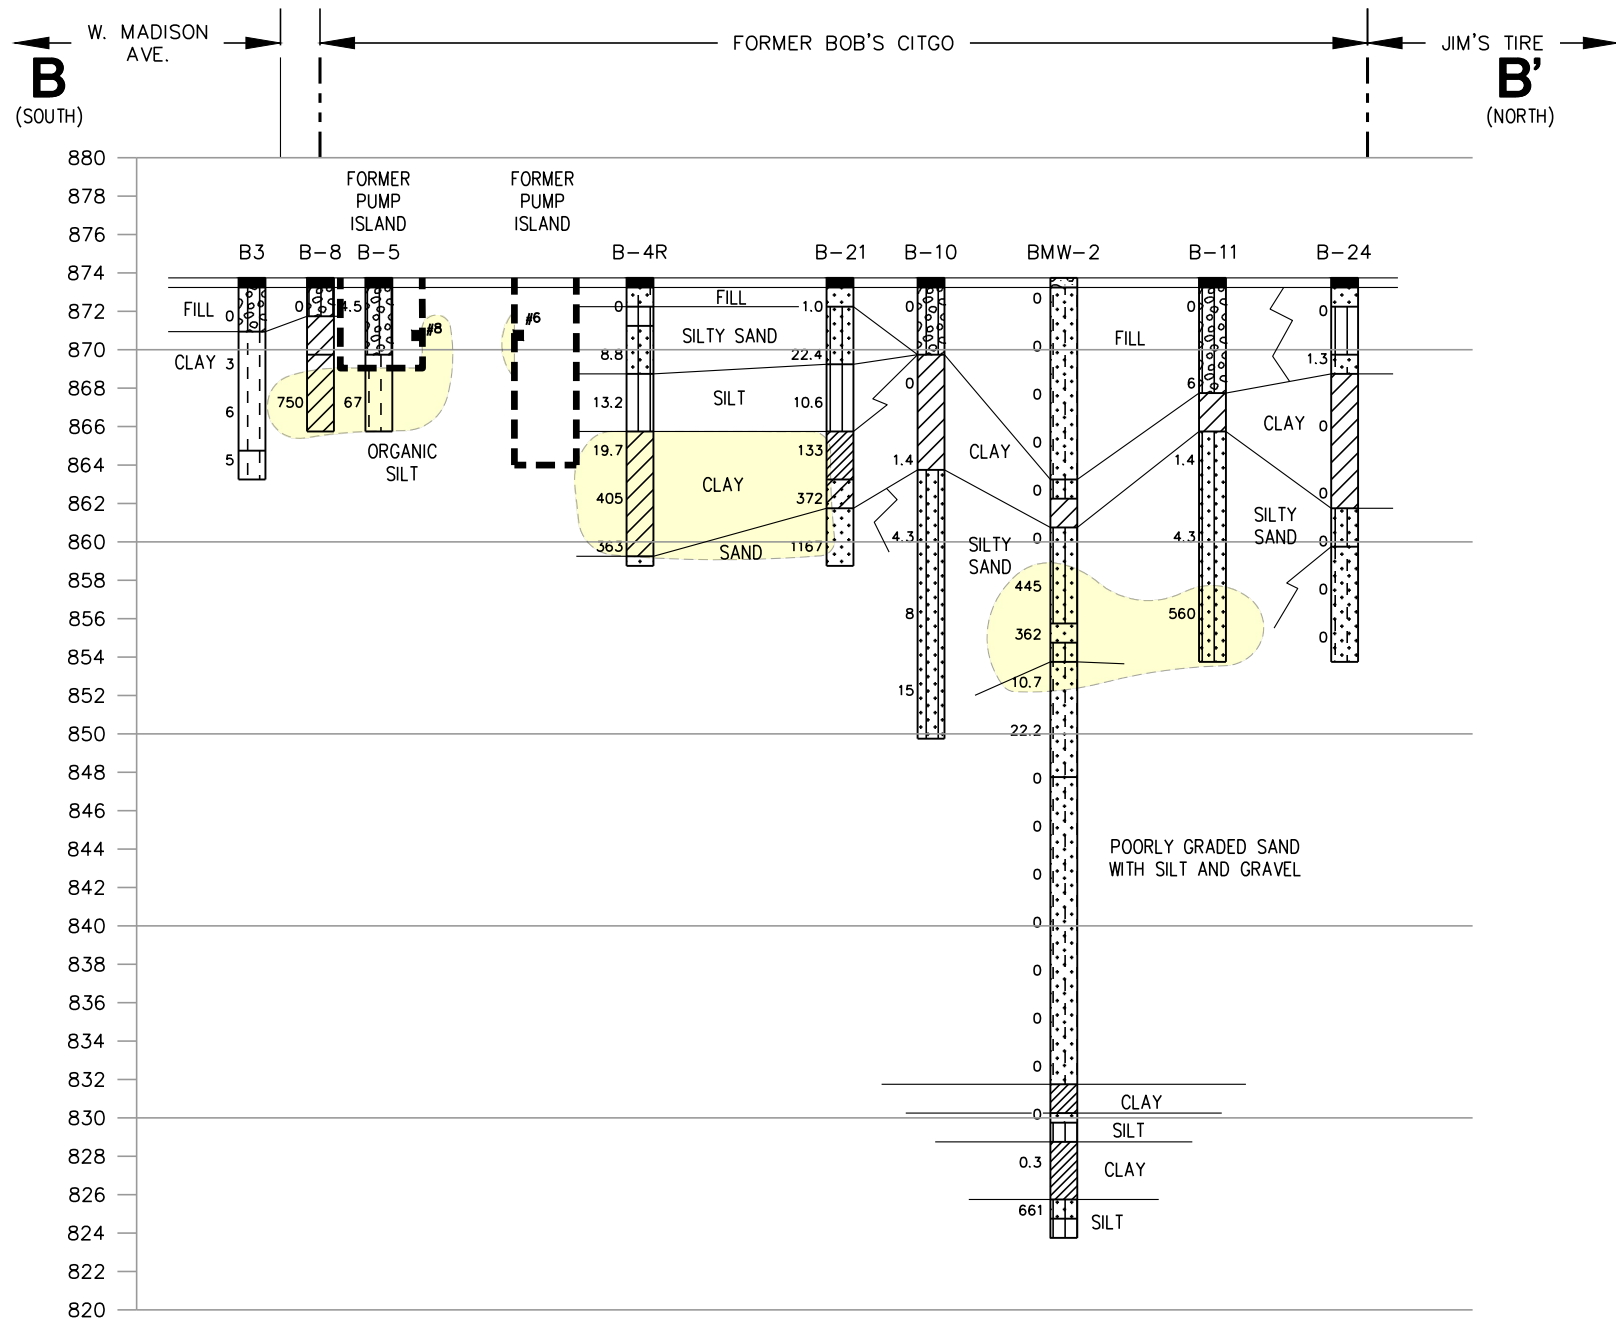 W. MADISON
AVE.
FORMER BOB'S CITGO
JIM'S TIRE
B
(SOUTH)
B'
(NORTH)
880
878
876
874
872
870
868
866
864
862
860
858
856
854
852
850
848
846
844
842
840
838
836
834
832
830
828
826
824
822
820
FORMER
PUMP
ISLAND
FORMER
PUMP
ISLAND
B3
B-8
B-5
B-4R
B-21
B-10
BMW-2
B-11
B-24
FILL
CLAY
0
3
6
5
0
750
4.5
67
#8
#6
ORGANIC
SILT
0
8.8
13.2
19.7
405
363
FILL
SILTY SAND
SILT
CLAY
SAND
1.0
22.4
10.6
133
372
1167
0
0
1.4
4.3
8
15
CLAY
SILTY
SAND
0
0
0
0
0
0
445
362
10.7
22.2
0
0
0
0
0
0
0
0
0.3
661
FILL
0
6
1.4
4.3
560
CLAY
SILTY
SAND
0
1.3
0
0
0
0
0
POORLY GRADED SAND
WITH SILT AND GRAVEL
CLAY
SILT
CLAY
SILT